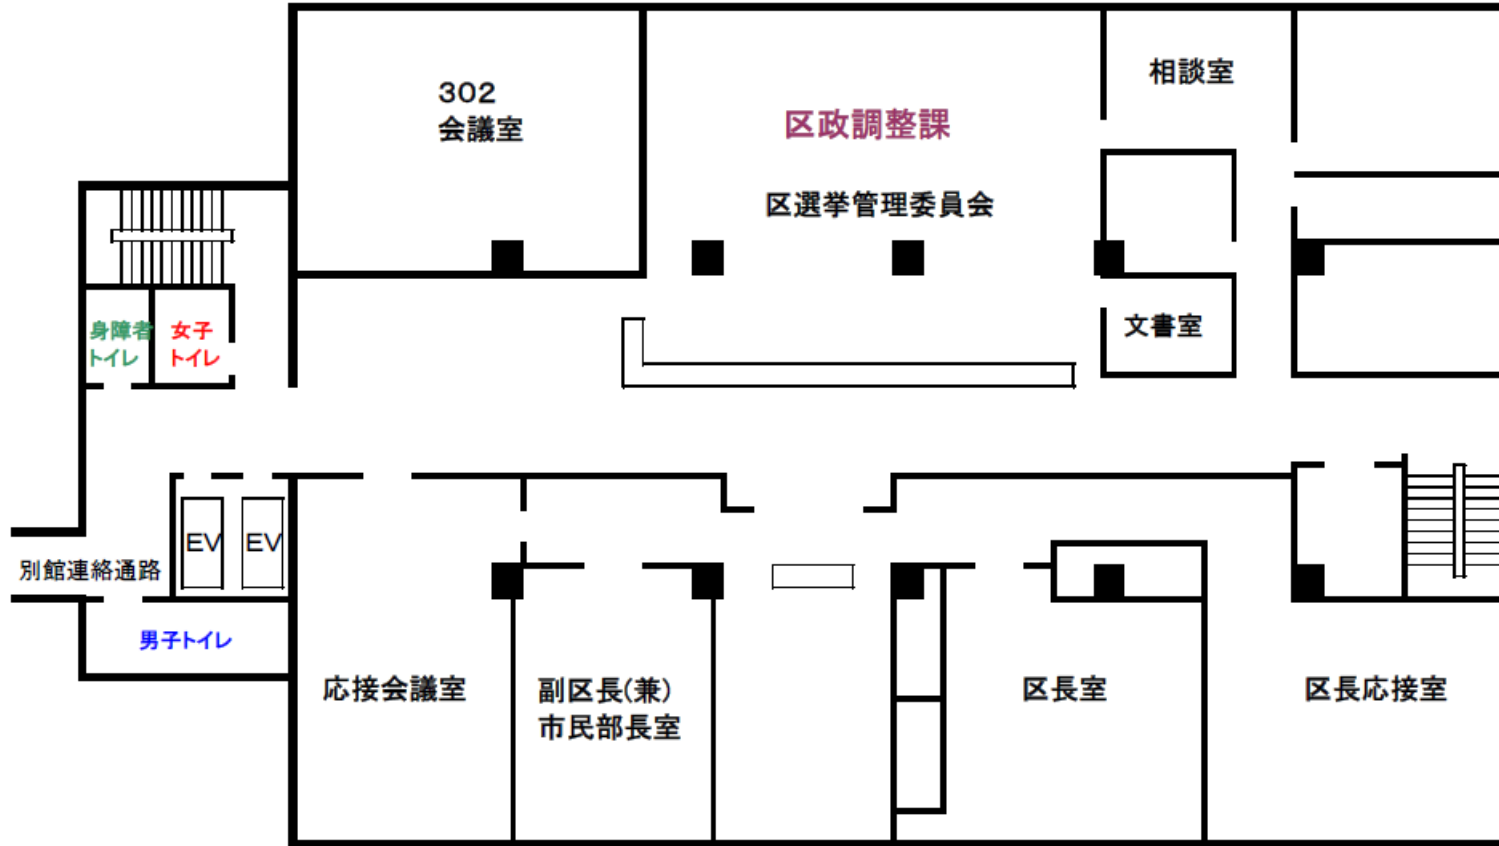 302
会議室
区政調整課
区選挙管理委員会
相談室
身障者
トイレ
女子
トイレ
文書室
EV
EV
別館連絡通路
男子トイレ
応接会議室
副区長(兼)
市民部長室
区長室
区長応接室